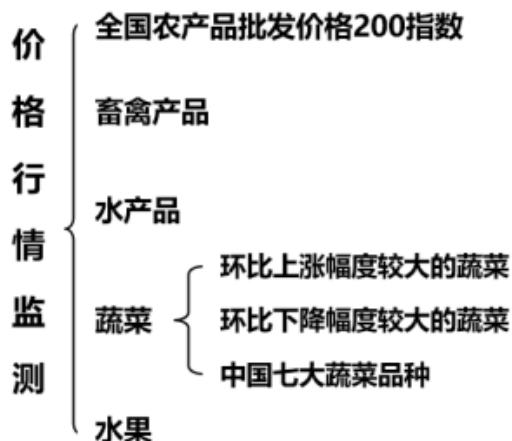 价格行情监测
全国农产品批发价格200指数
畜禽产品
水产品
蔬菜
环比上涨幅度较大的蔬菜
环比下降幅度较大的蔬菜
中国七大蔬菜品种
水果